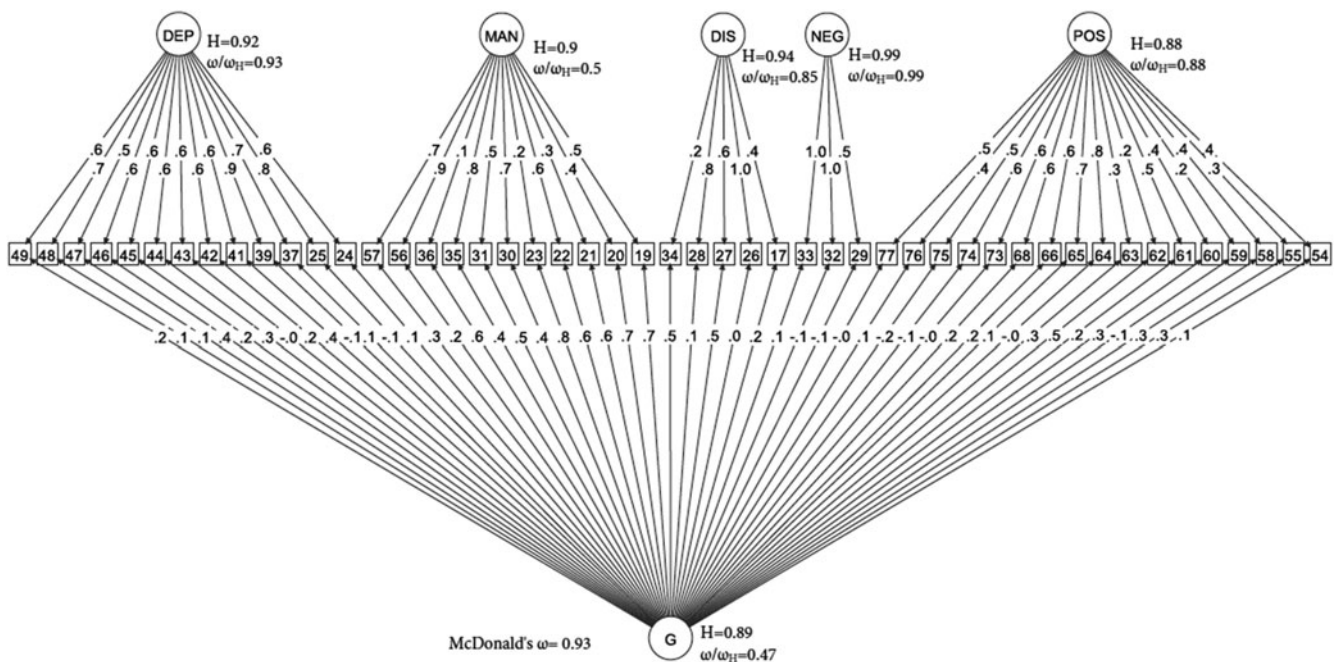 DEP
H=0.92
ω/ωH=0.93
MAN
H=0.9
ω/ωH=0.5
DIS
H=0.94
ω/ωH=0.85
NEG
H=0.99
ω/ωH=0.99
POS
H=0.88
ω/ωH=0.88
.6 .5 .6 .6 .6 .7 .6 .7 .1 .5 .2 .3 .5 .2 .6 .4 1.0 .5 .5 .5 .6 .6 .8 .2 .4 .4 .4
.7 .6 .6 .6 .9 .8 .9 .8 .7 .6 .4 .8 1.0 1.0 .4 .6 .6 .7 .3 .5 .2 .3
49 48 47 46 45 44 43 42 41 39 37 25 24 57 56 36 35 31 30 23 22 21 20 19 34 28 27 26 17 33 32 29 77 76 75 74 73 68 66 65 64 63 62 61 60 59 58 55 54
.2 .1 .1 .4 .2 .3 -.0 .2 .4 -.1 .1 -.1 .1 .3 .2 .6 .4 .5 .4 .8 .6 .6 .7 .7 .5 .1 .5 .0 .2 .1 -.1 -.1 -.0 .1 -.2 -.1 -.0 .2 .2 .1 -.0 .3 .5 .2 .3 -.1 .3 .3 .1
McDonald's ω= 0.93
G
H=0.89
ω/ωH=0.47